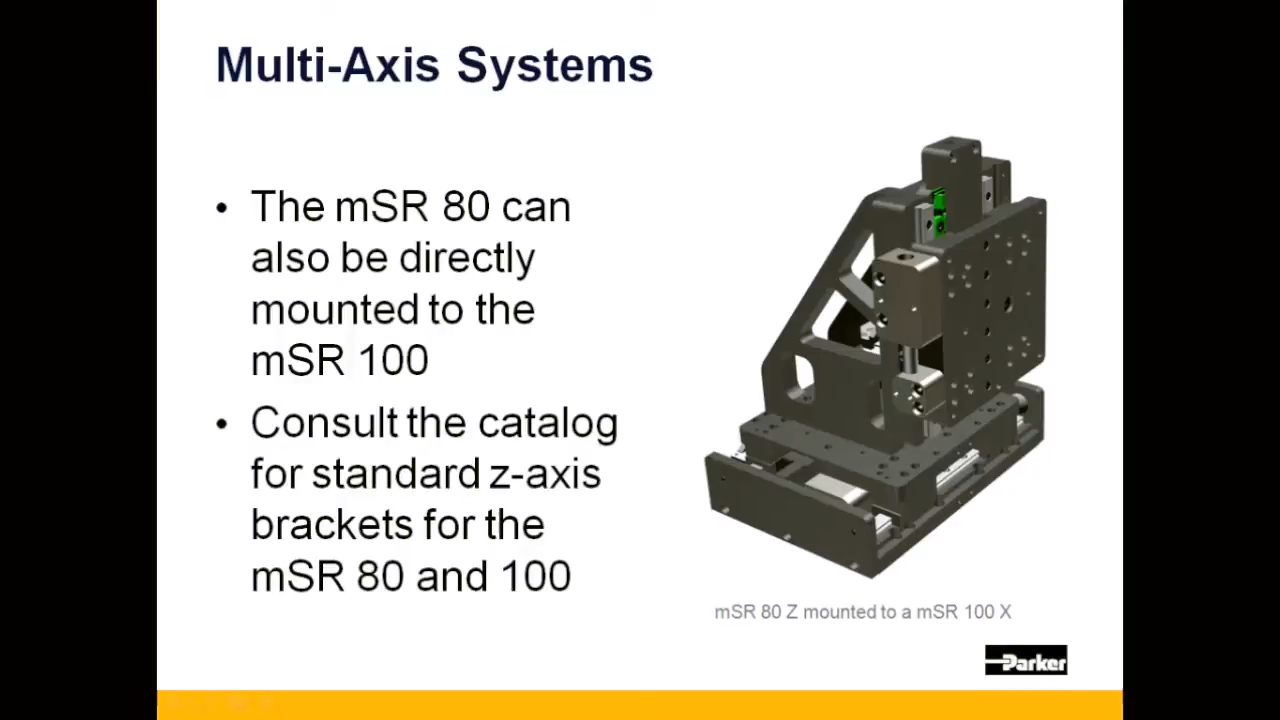 Multi-Axis Systems
• The mSR 80 can
also be directly
mounted to the
mSR 100
• Consult the catalog
for standard z-axis
brackets for the
mSR 80 and 100
mSR 80 Z mounted to a mSR 100 X
Parker